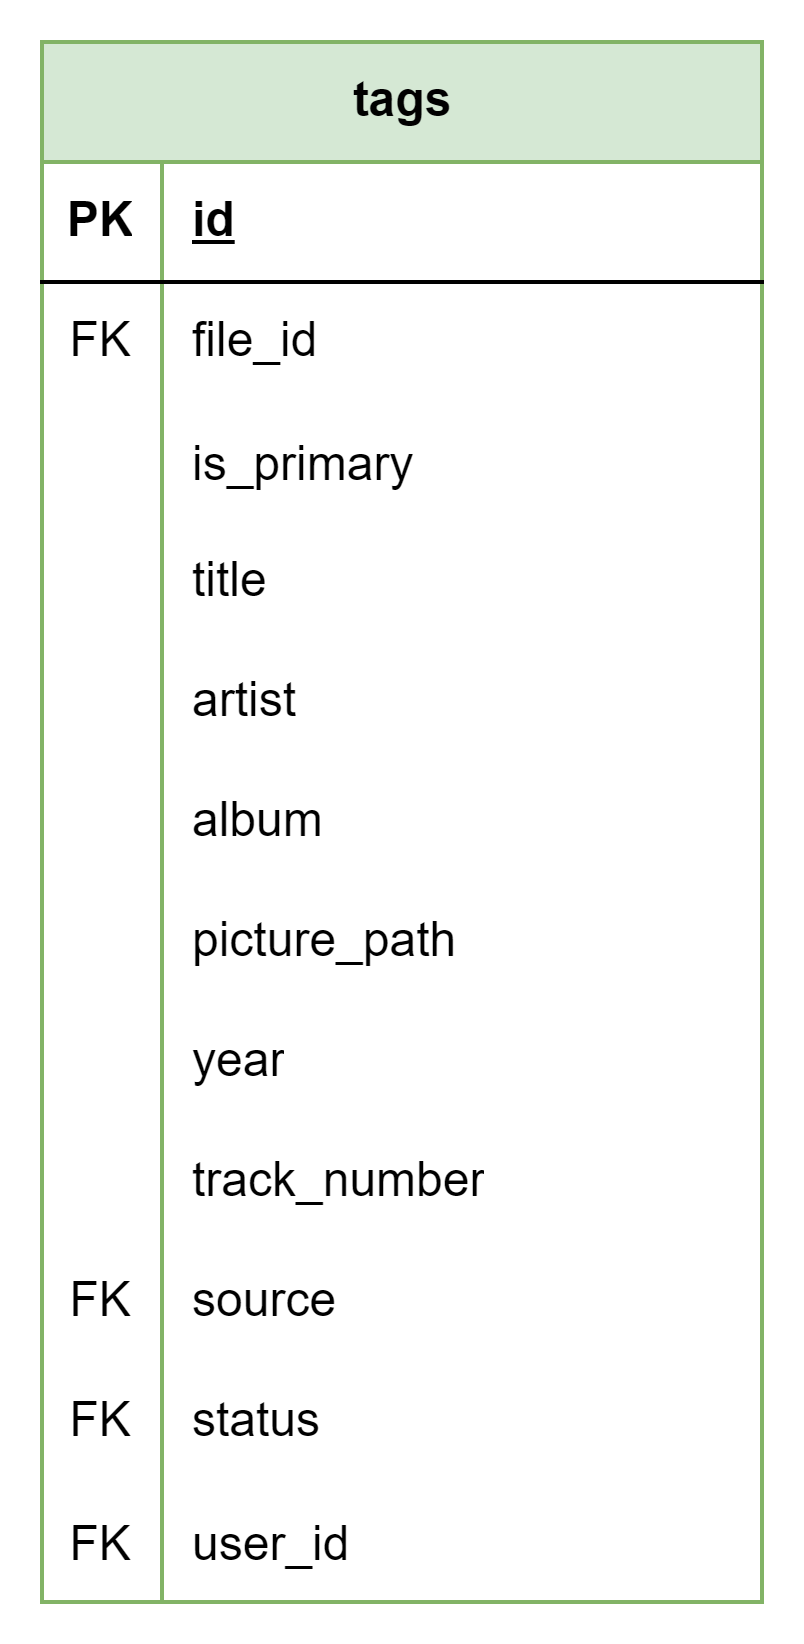 tags
PK id
FK file_id
is_primary
title
artist
album
picture_path
year
track_number
FK source
FK status
FK user_id